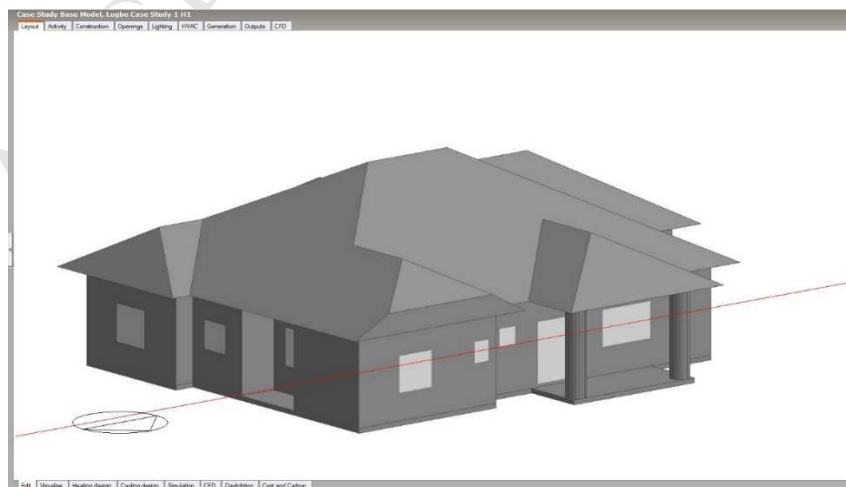 Case Study Base Model, Lugbe Case Study 1 H1
Layout Activity Construction Openings Lighting HVAC Generation Outputs CFD
Edit Visualise Heating design Cooling design Simulation CFD Daylighting Cost and Carbon